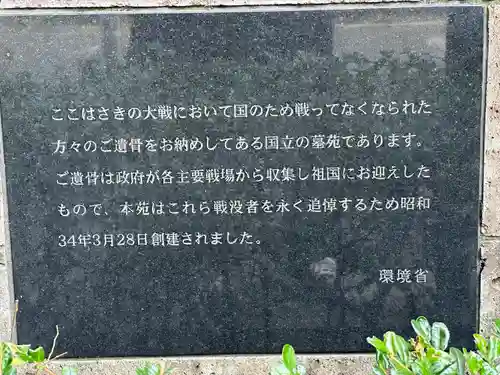 ここはさきの大戦において国のため戦ってなくなられた
方々のご遺骨をお納めしてある国立の墓苑であります。
ご遺骨は政府が各主要戦場から収集し祖国にお迎えした
もので、本苑はこれら戦没者を永く追悼するため昭和
34年3月28日創建されました。
環境省